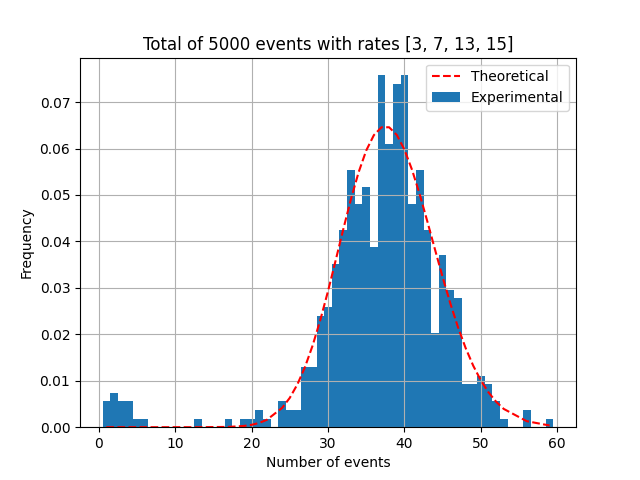 Total of 5000 events with rates [3, 7, 13, 15]
Theoretical
Experimental
Frequency
0.07
0.06
0.05
0.04
0.03
0.02
0.01
0.00
0 10 20 30 40 50 60
Number of events